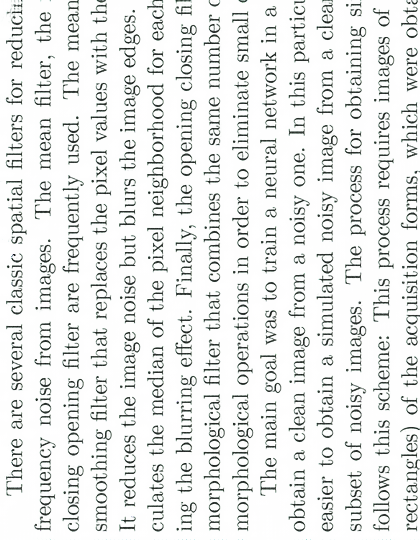 There are several classic spatial filters for reduci
frequency noise from images. The mean filter, the
closing opening filter are frequently used. The mean
smoothing filter that replaces the pixel values with the
It reduces the image noise but blurs the image edges.
culates the median of the pixel neighborhood for each
ing the blurring effect. Finally, the opening closing fil
morphological filter that combines the same number o
morphological operations in order to eliminate small
The main goal was to train a neural network in a
obtain a clean image from a noisy one. In this particu
easier to obtain a simulated noisy image from a clean
subset of noisy images. The process for obtaining si
follows this scheme: This process requires images of
rectangles) of the acquisition forms, which were obta